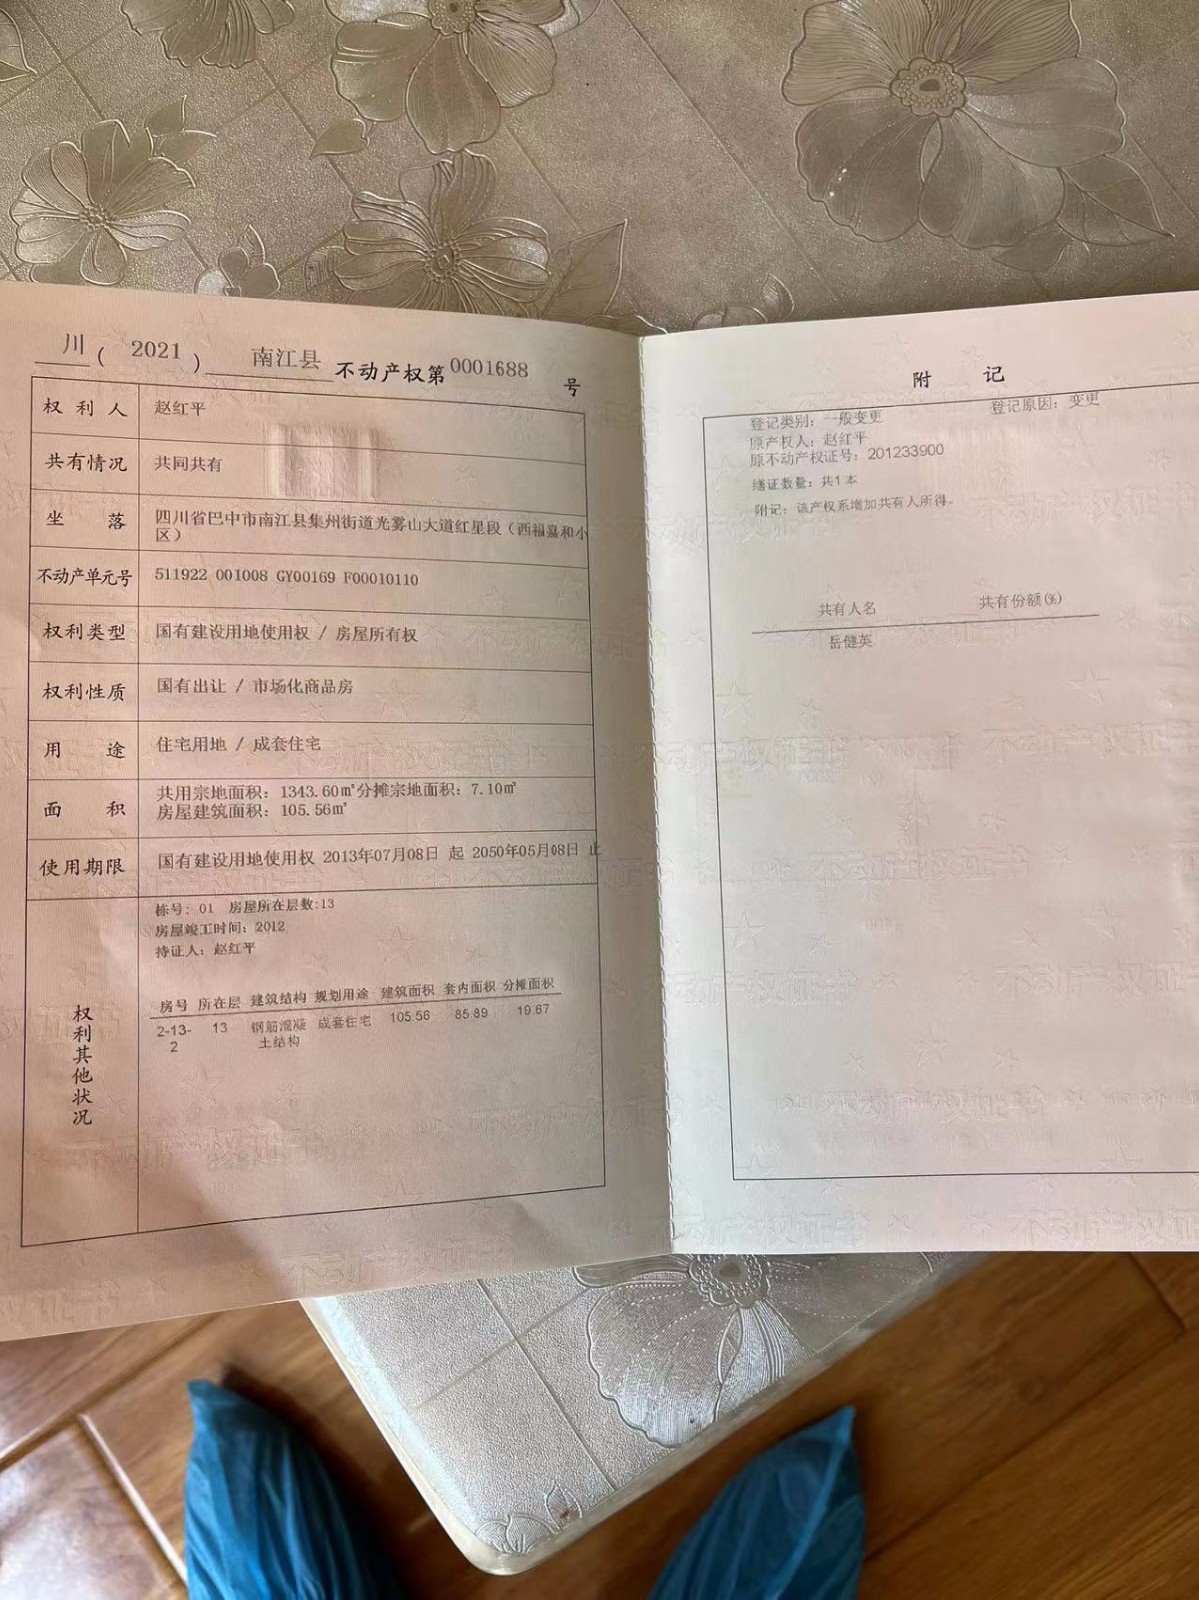 川（2021）南江县不动产权第0001688号
权利人 赵红平
共有情况 共同共有
坐落 四川省巴中市南江县集州街道光雾山大道红星段（西福嘉和小
区）
不动产单元号 511922 001008 GY00169 F00010110
权利类型 国有建设用地使用权 / 房屋所有权
权利性质 国有出让 / 市场化商品房
用途 住宅用地 / 成套住宅
面积 共用宗地面积：1343.60㎡分摊宗地面积：7.10㎡
房屋建筑面积：105.56㎡
使用期限 国有建设用地使用权 2013年07月08日 起 2050年05月08日 止
权利其他状况
栋号：01 房屋所在层数:13
房屋竣工时间：2012
持证人：赵红平
房号 所在层 建筑结构 规划用途 建筑面积 套内面积 分摊面积
2-13- 13 钢筋混凝 成套住宅 105.56 85.89 19.67
2 土结构
附记
登记类别：一般变更 登记原因：变更
原产权人：赵红平
原不动产权证号：201233900
缮证数量：共1本
附记：该产权系增加共有人所得。
共有人名 共有份额(%)
岳健英
不动产权证书